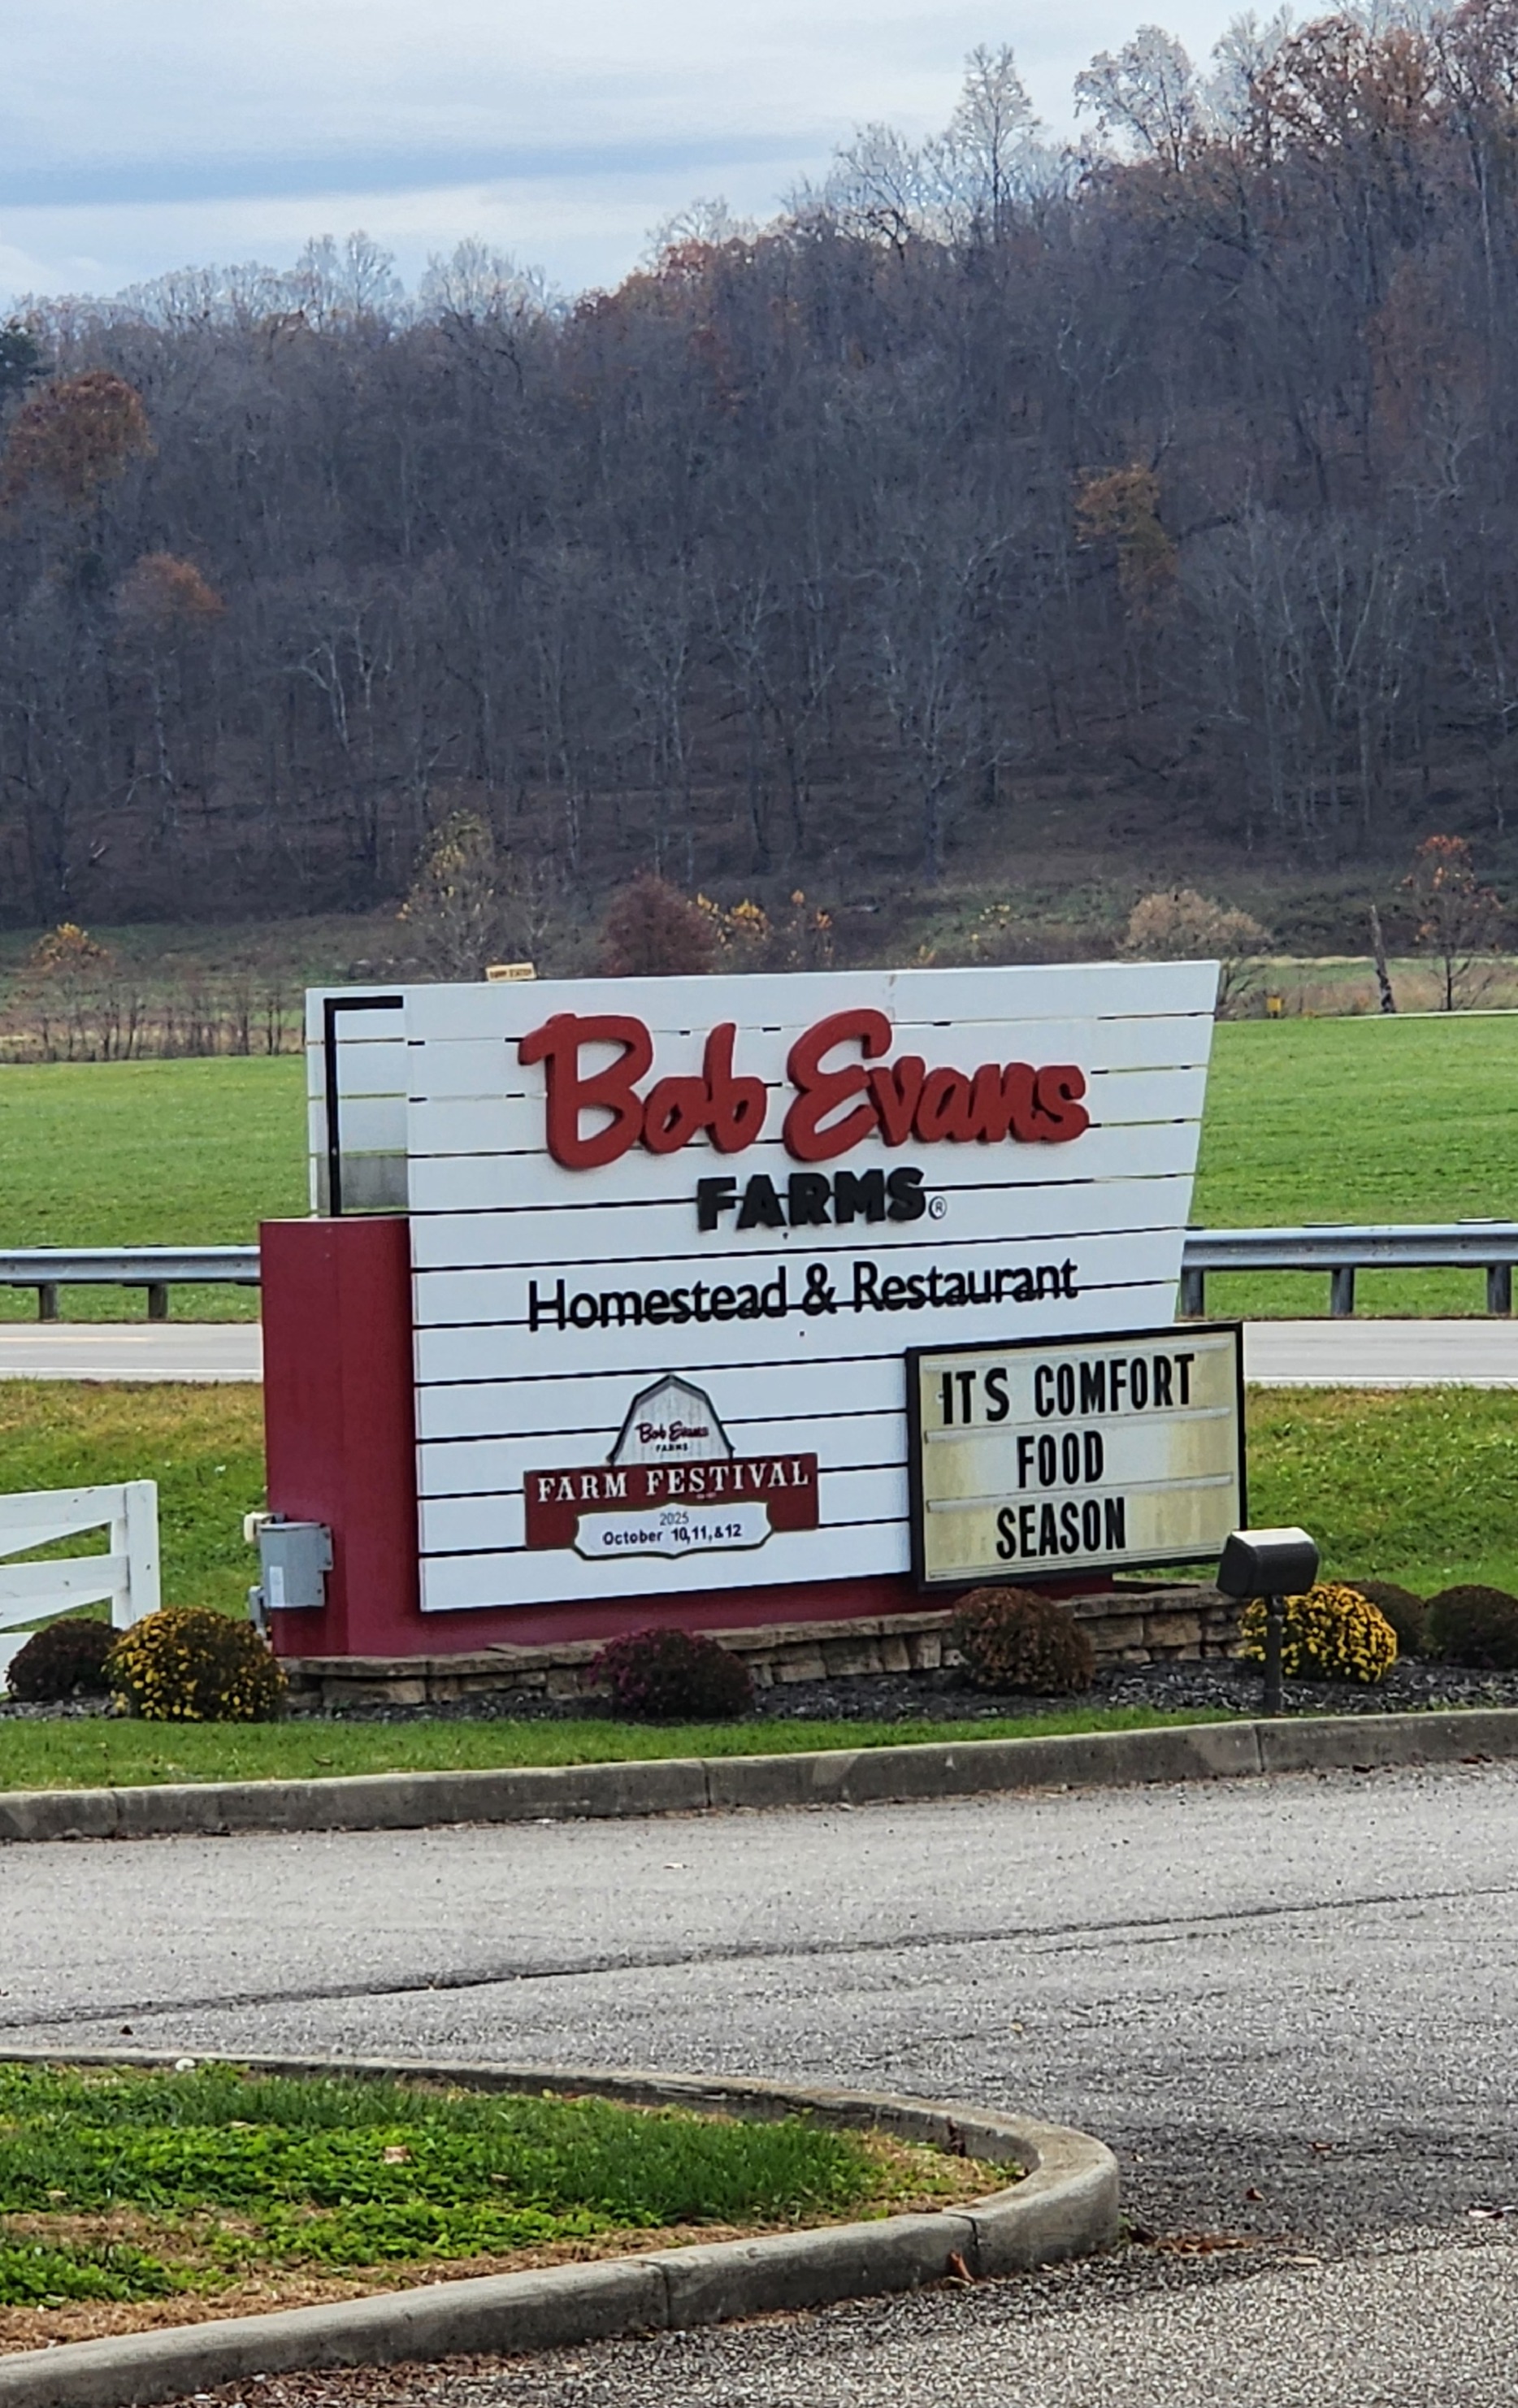 Bob Evans
FARMS®
Homestead & Restaurant
Bob Evans
FARMS
FARM FESTIVAL
2025
October 10,11,&12
ITS COMFORT
FOOD
SEASON